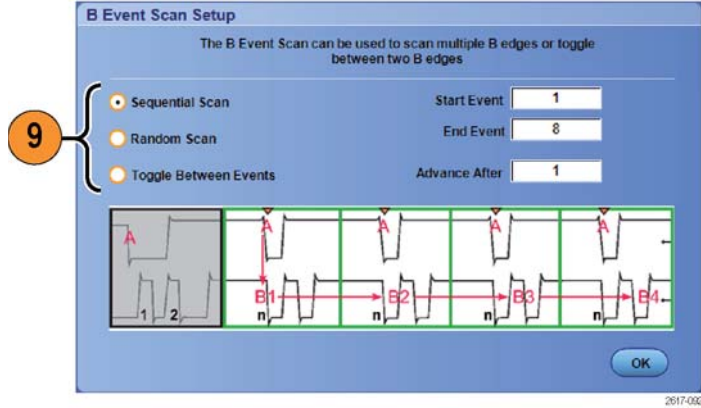 B Event Scan Setup
The B Event Scan can be used to scan multiple B edges or toggle
between two B edges
9
Sequential Scan
Random Scan
Toggle Between Events
Start Event 1
End Event 8
Advance After 1
A A A A A
B1 B2 B3 B4
1 2 n n n n
OK
2617-092